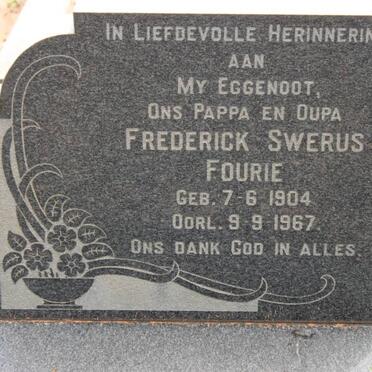 IN LIEFDEVOLLE HERINNERIN
AAN
MY EGGENOOT,
ONS PAPPA EN OUPA
FREDERICK SWERUS
FOURIE
GEB. 7-6 1904
OORL. 9-9 1967.
ONS DANK GOD IN ALLES.